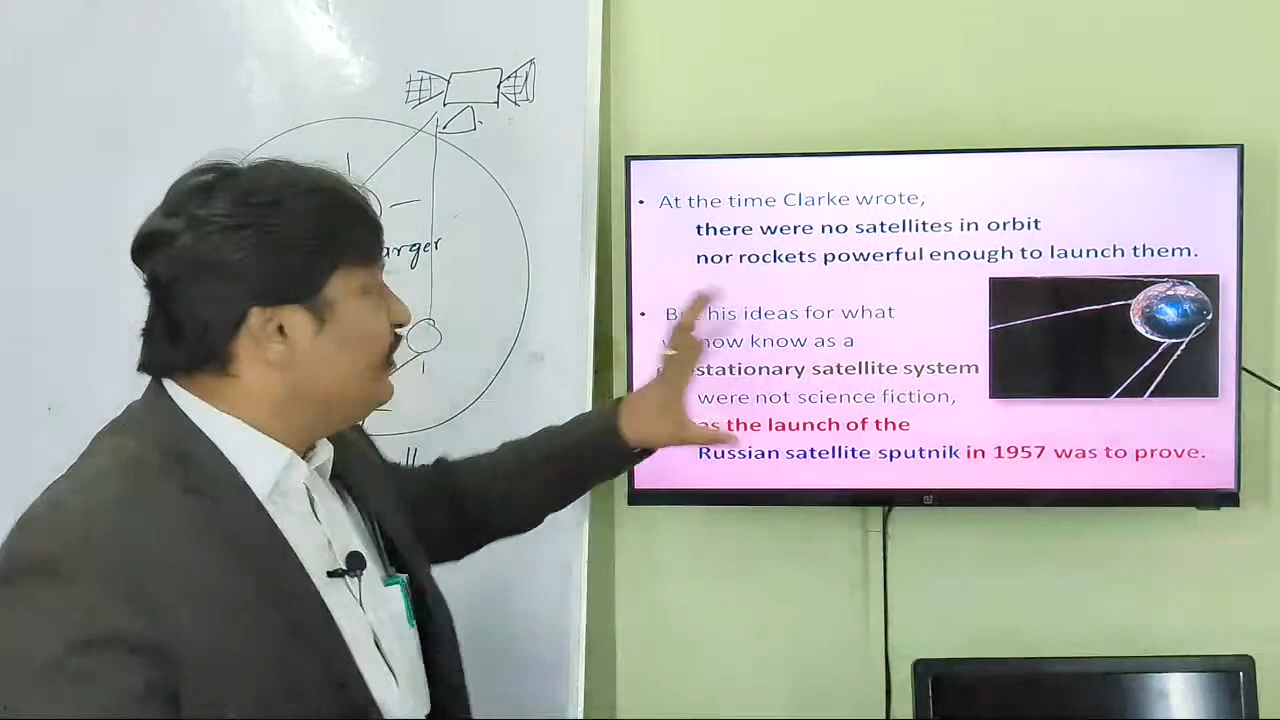 At the time Clarke wrote,
there were no satellites in orbit
nor rockets powerful enough to launch them.
his ideas for what
now know as a
stationary satellite system
were not science fiction,
as the launch of the
Russian satellite sputnik in 1957 was to prove.